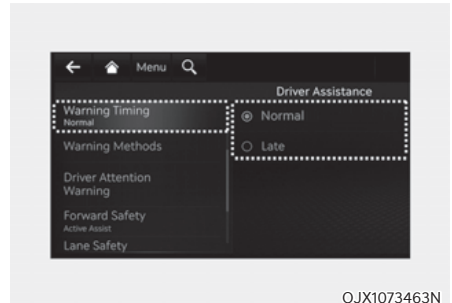 Menu
Driver Assistance
Warning Timing
Normal
Warning Methods
Driver Attention
Warning
Forward Safety
Active Assist
Lane Safety
Normal
Late
OJX1073463N